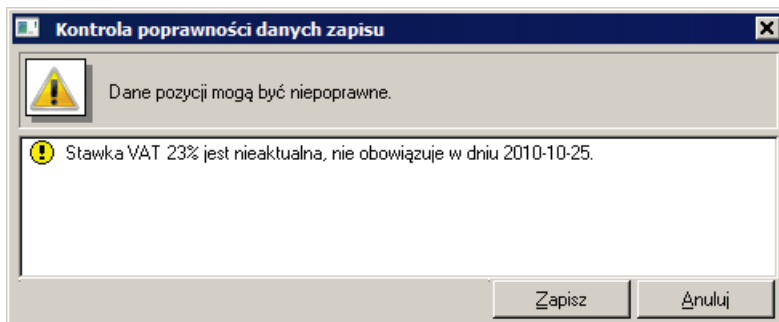 Kontrola poprawności danych zapisu
Dane pozycji mogą być niepoprawne.
Stawka VAT 23% jest nieaktualna, nie obowiązuje w dniu 2010-10-25.
Zapisz Anuluj